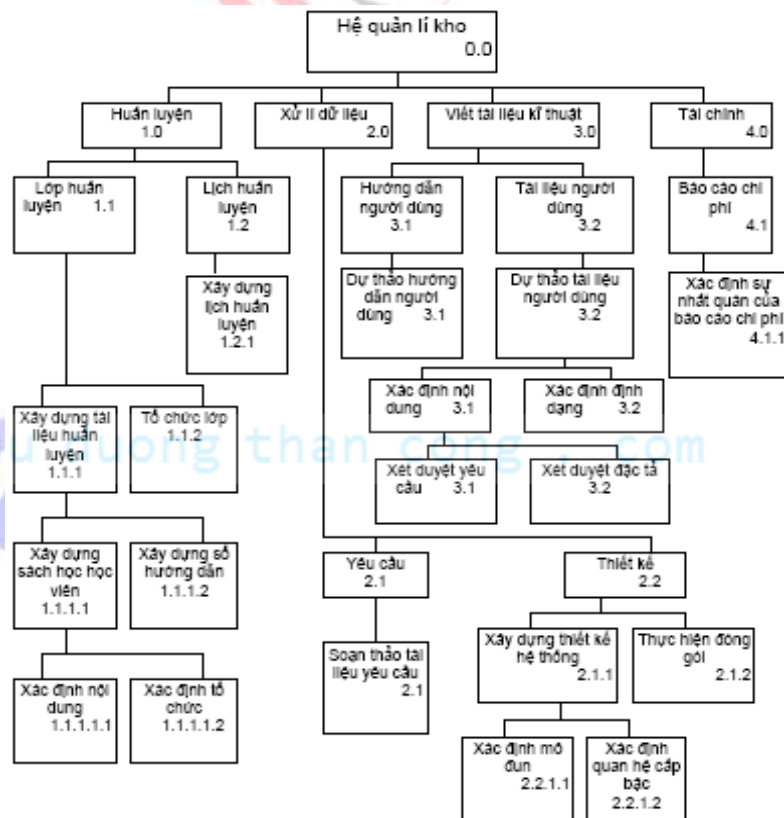 Hệ quản lí kho
0.0
Huấn luyện
1.0
Xử lí dữ liệu
2.0
Viết tài liệu kĩ thuật
3.0
Tài chính
4.0
Lớp huấn
luyện 1.1
Lịch huấn
luyện
1.2
Hướng dẫn
người dùng
3.1
Tài liệu người
dùng
3.2
Báo cáo chi
phí
4.1
Xây dựng
lịch huấn
luyện
1.2.1
Dự thảo hướng
dẫn người
dùng 3.1
Dự thảo tài liệu
người dùng
3.2
Xác định sự
nhất quán của
báo cáo chi phí
4.1.1
Xác định nội
dung 3.1
Xác định định
dạng 3.2
Xây dựng tài
liệu huấn
luyện
1.1.1
Tổ chức lớp
1.1.2
Xét duyệt yêu
cầu 3.1
Xét duyệt đặc tả
3.2
u duong than cong . com
Xây dựng
sách học học
viên
1.1.1.1
Xây dựng sổ
hướng dẫn
1.1.1.2
Yêu cầu
2.1
Thiết kế
2.2
Soạn thảo tài
liệu yêu cầu
2.1
Xây dựng thiết kế
hệ thống
2.1.1
Thực hiện đóng
gói
2.1.2
Xác định nội
dung
1.1.1.1.1
Xác định tổ
chức
1.1.1.1.2
Xác định mô
đun
2.2.1.1
Xác định
quan hệ cấp
bậc
2.2.1.2